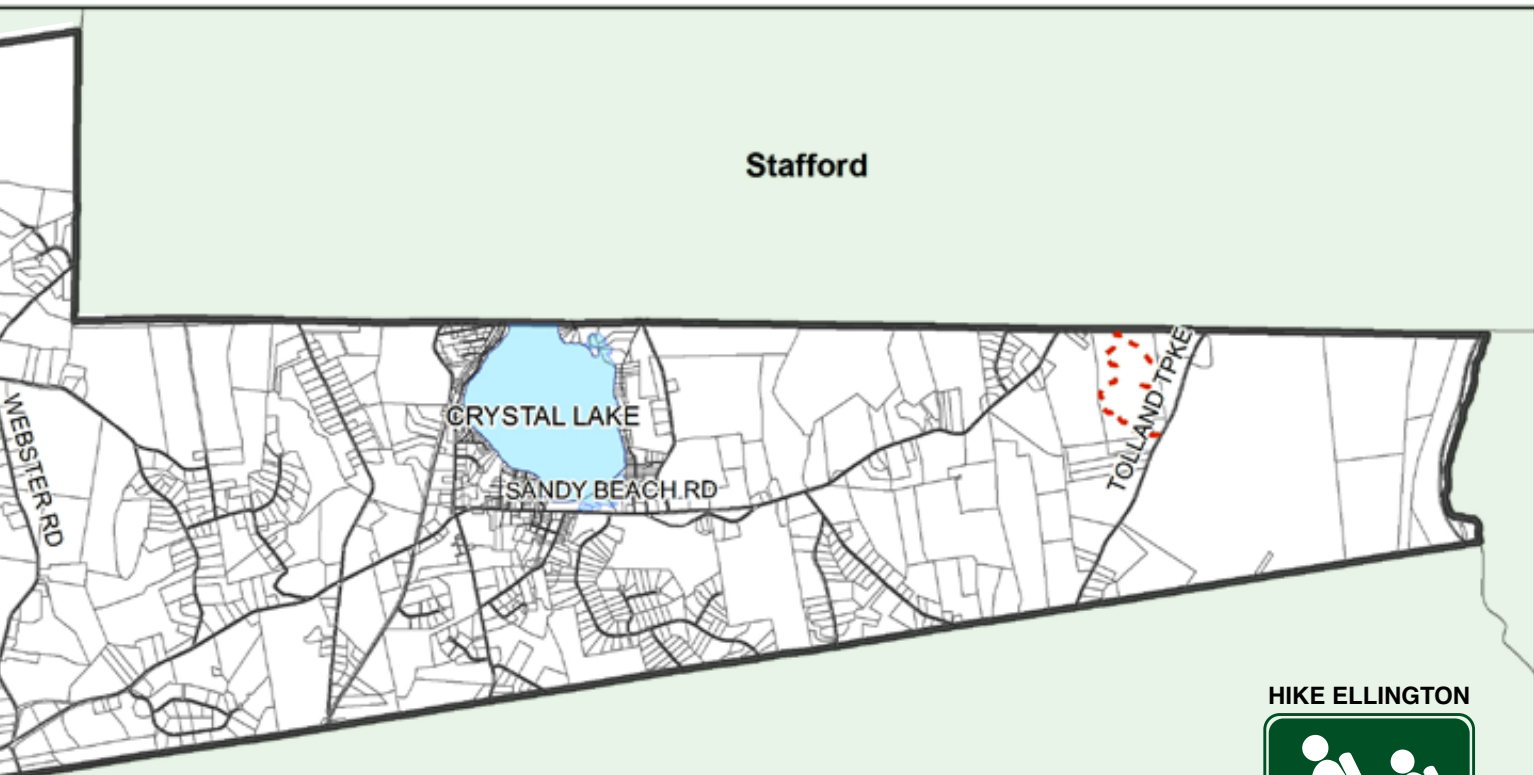 Stafford
TOLLAND TPKE
CRYSTAL LAKE
WEBSTER RD
SANDY BEACH RD
HIKE ELLINGTON